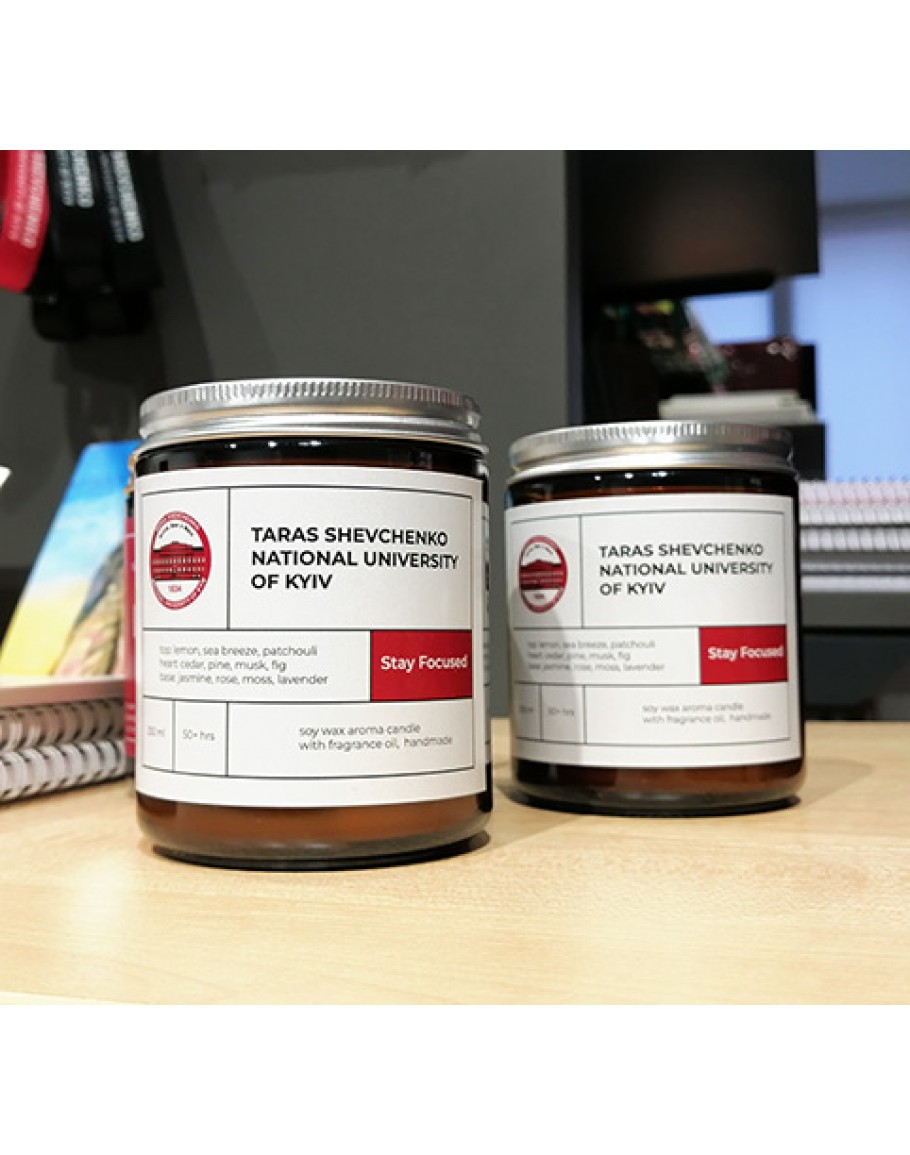 TARAS SHEVCHENKO
NATIONAL UNIVERSITY
OF KYIV
top: lemon, sea breeze, patchouli
heart: cedar, pine, musk, fig
base: jasmine, rose, moss, lavender
Stay Focused
50+ hrs
soy wax aroma candle
with fragrance oil, handmade
1834
TARAS SHEVCHENKO
NATIONAL UNIVERSITY
OF KYIV
top: lemon, sea breeze, patchouli
heart: cedar, pine, musk, fig
base: jasmine, rose, moss, lavender
Stay Focused
50+ hrs
soy wax aroma candle
with fragrance oil, handmade